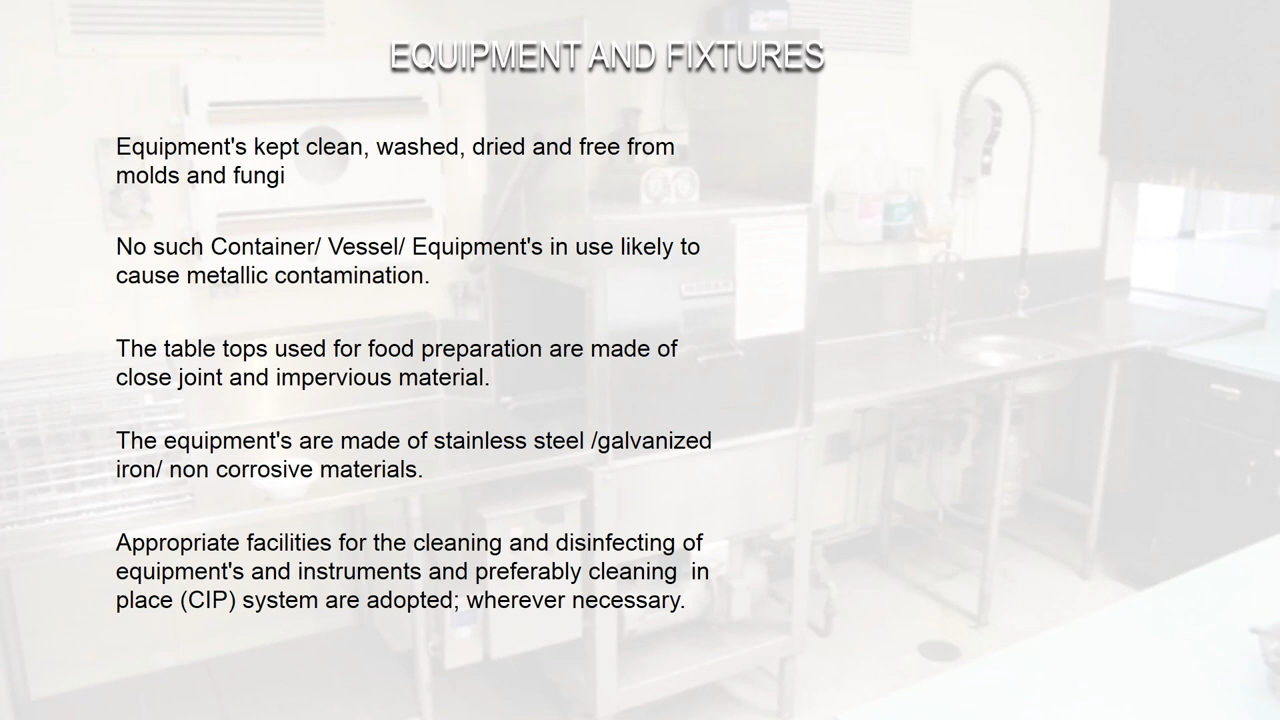 EQUIPMENT AND FIXTURES
Equipment's kept clean, washed, dried and free from
molds and fungi
No such Container/ Vessel/ Equipment's in use likely to
cause metallic contamination.
The table tops used for food preparation are made of
close joint and impervious material.
The equipment's are made of stainless steel /galvanized
iron/ non corrosive materials.
Appropriate facilities for the cleaning and disinfecting of
equipment's and instruments and preferably cleaning  in
place (CIP) system are adopted; wherever necessary.